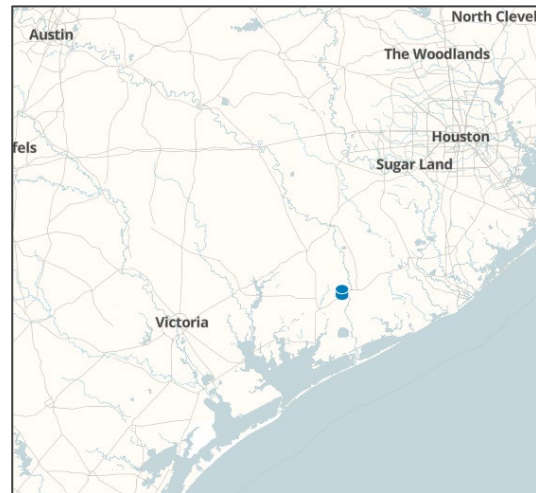 North Clevel
Austin
The Woodlands
Houston
fels
Sugar Land
Victoria